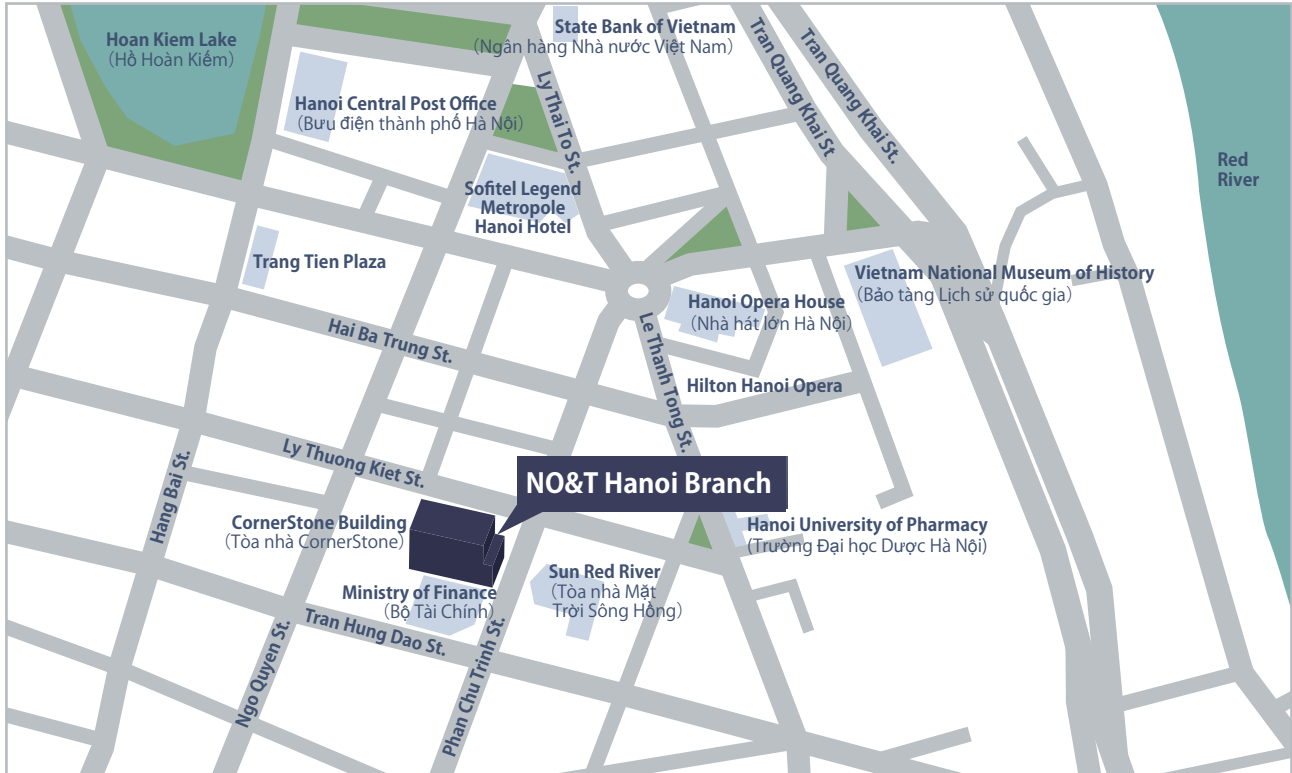 State Bank of Vietnam
(Ngân hàng Nhà nước Việt Nam)
Tran Quang Khai St.
Tran Quang Khai St.
Hoan Kiem Lake
(Hồ Hoàn Kiếm)
Hanoi Central Post Office
(Bưu điện thành phố Hà Nội)
Ly Thai To St.
Red
River
Sofitel Legend
Metropole
Hanoi Hotel
Trang Tien Plaza
Vietnam National Museum of History
(Bảo tàng Lịch sử quốc gia)
Hanoi Opera House
(Nhà hát lớn Hà Nội)
Hai Ba Trung St.
Le Thanh Tong St.
Hilton Hanoi Opera
Ly Thuong Kiet St.
NO&T Hanoi Branch
Hang Bai St.
CornerStone Building
(Tòa nhà CornerStone)
Hanoi University of Pharmacy
(Trường Đại học Dược Hà Nội)
Ministry of Finance
(Bộ Tài Chính)
Sun Red River
(Tòa nhà Mặt
Trời Sông Hồng)
Tran Hung Dao St.
Ngo Quyen St.
Phan Chu Trinh St.